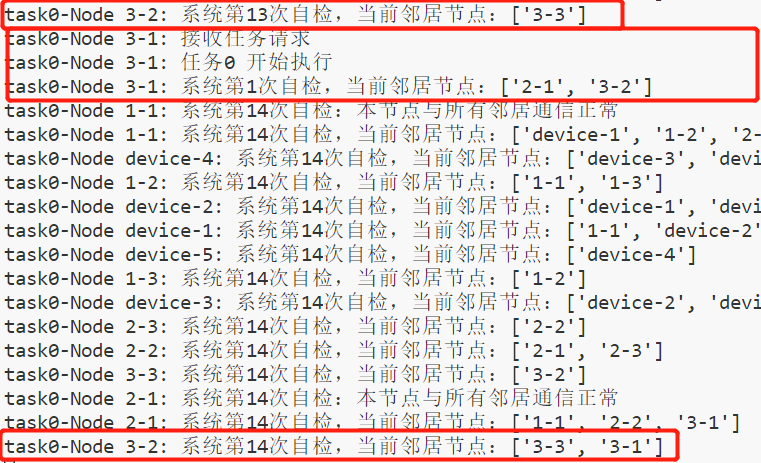 task0-Node 3-2: 系统第13次自检，当前邻居节点：['3-3']
task0-Node 3-1: 接收任务请求
task0-Node 3-1: 任务0 开始执行
task0-Node 3-1: 系统第1次自检，当前邻居节点：['2-1', '3-2']
task0-Node 1-1: 系统第14次自检：本节点与所有邻居通信正常
task0-Node 1-1: 系统第14次自检，当前邻居节点：['device-1', '1-2', '2-
task0-Node device-4: 系统第14次自检，当前邻居节点：['device-3', 'devi
task0-Node 1-2: 系统第14次自检，当前邻居节点：['1-1', '1-3']
task0-Node device-2: 系统第14次自检，当前邻居节点：['device-1', 'devi
task0-Node device-1: 系统第14次自检，当前邻居节点：['1-1', 'device-2'
task0-Node device-5: 系统第14次自检，当前邻居节点：['device-4']
task0-Node 1-3: 系统第14次自检，当前邻居节点：['1-2']
task0-Node device-3: 系统第14次自检，当前邻居节点：['device-2', 'devi
task0-Node 2-3: 系统第14次自检，当前邻居节点：['2-2']
task0-Node 2-2: 系统第14次自检，当前邻居节点：['2-1', '2-3']
task0-Node 3-3: 系统第14次自检，当前邻居节点：['3-2']
task0-Node 2-1: 系统第14次自检：本节点与所有邻居通信正常
task0-Node 2-1: 系统第14次自检，当前邻居节点：['1-1', '2-2', '3-1']
task0-Node 3-2: 系统第14次自检，当前邻居节点：['3-3', '3-1']